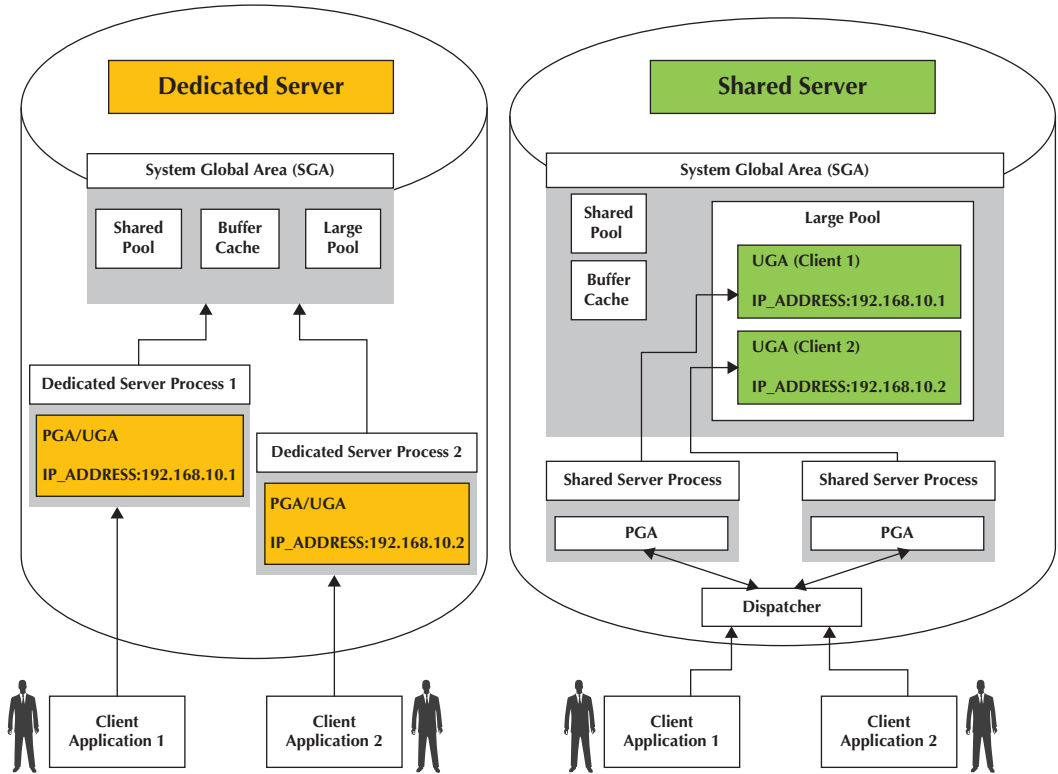 Dedicated Server
System Global Area (SGA)
Shared
Pool
Buffer
Cache
Large
Pool
Dedicated Server Process 1
PGA/UGA
IP_ADDRESS:192.168.10.1
Dedicated Server Process 2
PGA/UGA
IP_ADDRESS:192.168.10.2
Client
Application 1
Client
Application 2
Shared Server
System Global Area (SGA)
Shared
Pool
Buffer
Cache
Large Pool
UGA (Client 1)
IP_ADDRESS:192.168.10.1
UGA (Client 2)
IP_ADDRESS:192.168.10.2
Shared Server Process
PGA
Shared Server Process
PGA
Dispatcher
Client
Application 1
Client
Application 2